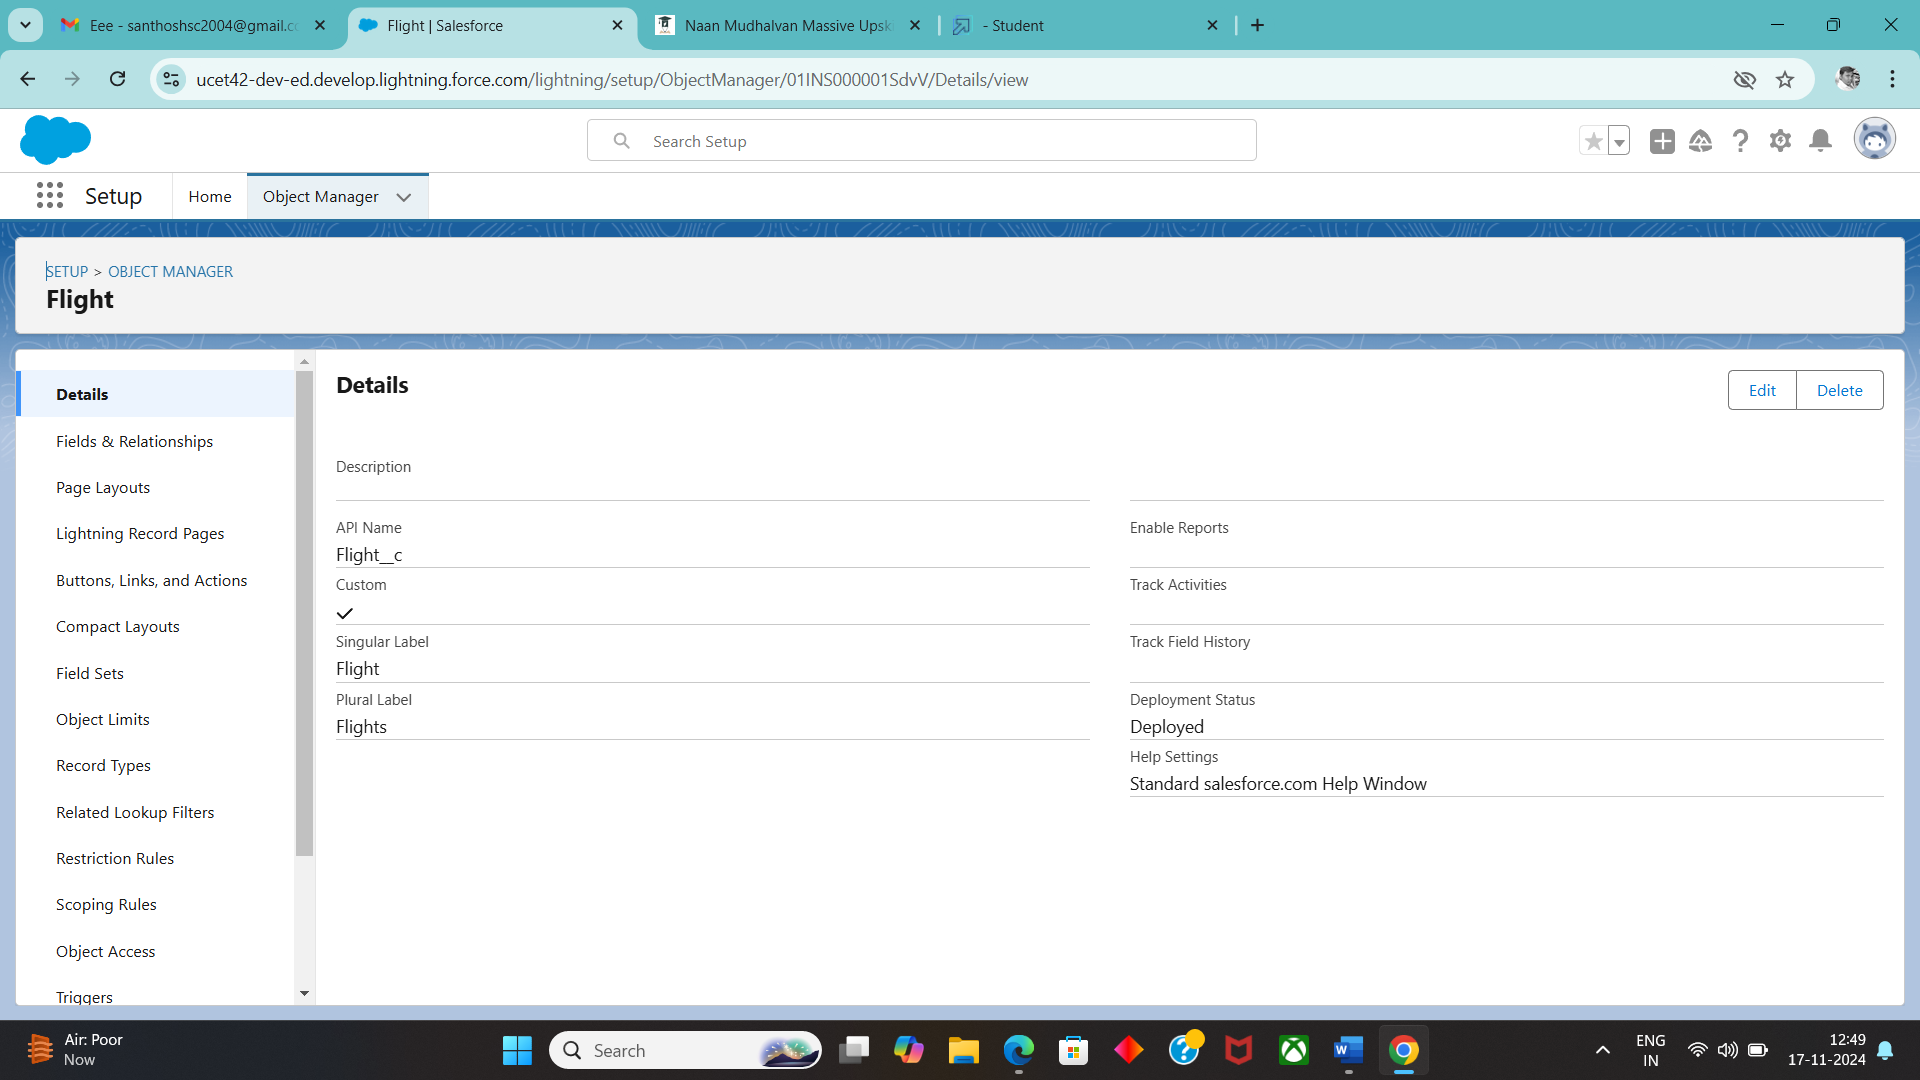 Eee - santhoshsc2004@gmail.cc
Flight | Salesforce
Naan Mudhalvan Massive Upski
- Student
ucet42-dev-ed.develop.lightning.force.com/lightning/setup/ObjectManager/01INS000001SdvV/Details/view
Search Setup
Setup
Home
Object Manager
SETUP > OBJECT MANAGER
Flight
Details
Fields & Relationships
Page Layouts
Lightning Record Pages
Buttons, Links, and Actions
Compact Layouts
Field Sets
Object Limits
Record Types
Related Lookup Filters
Restriction Rules
Scoping Rules
Object Access
Triggers
Details
Edit
Delete
Description
API Name
Flight__c
Custom
Singular Label
Flight
Plural Label
Flights
Enable Reports
Track Activities
Track Field History
Deployment Status
Deployed
Help Settings
Standard salesforce.com Help Window
Air: Poor
Now
Search
ENG
IN
12:49
17-11-2024